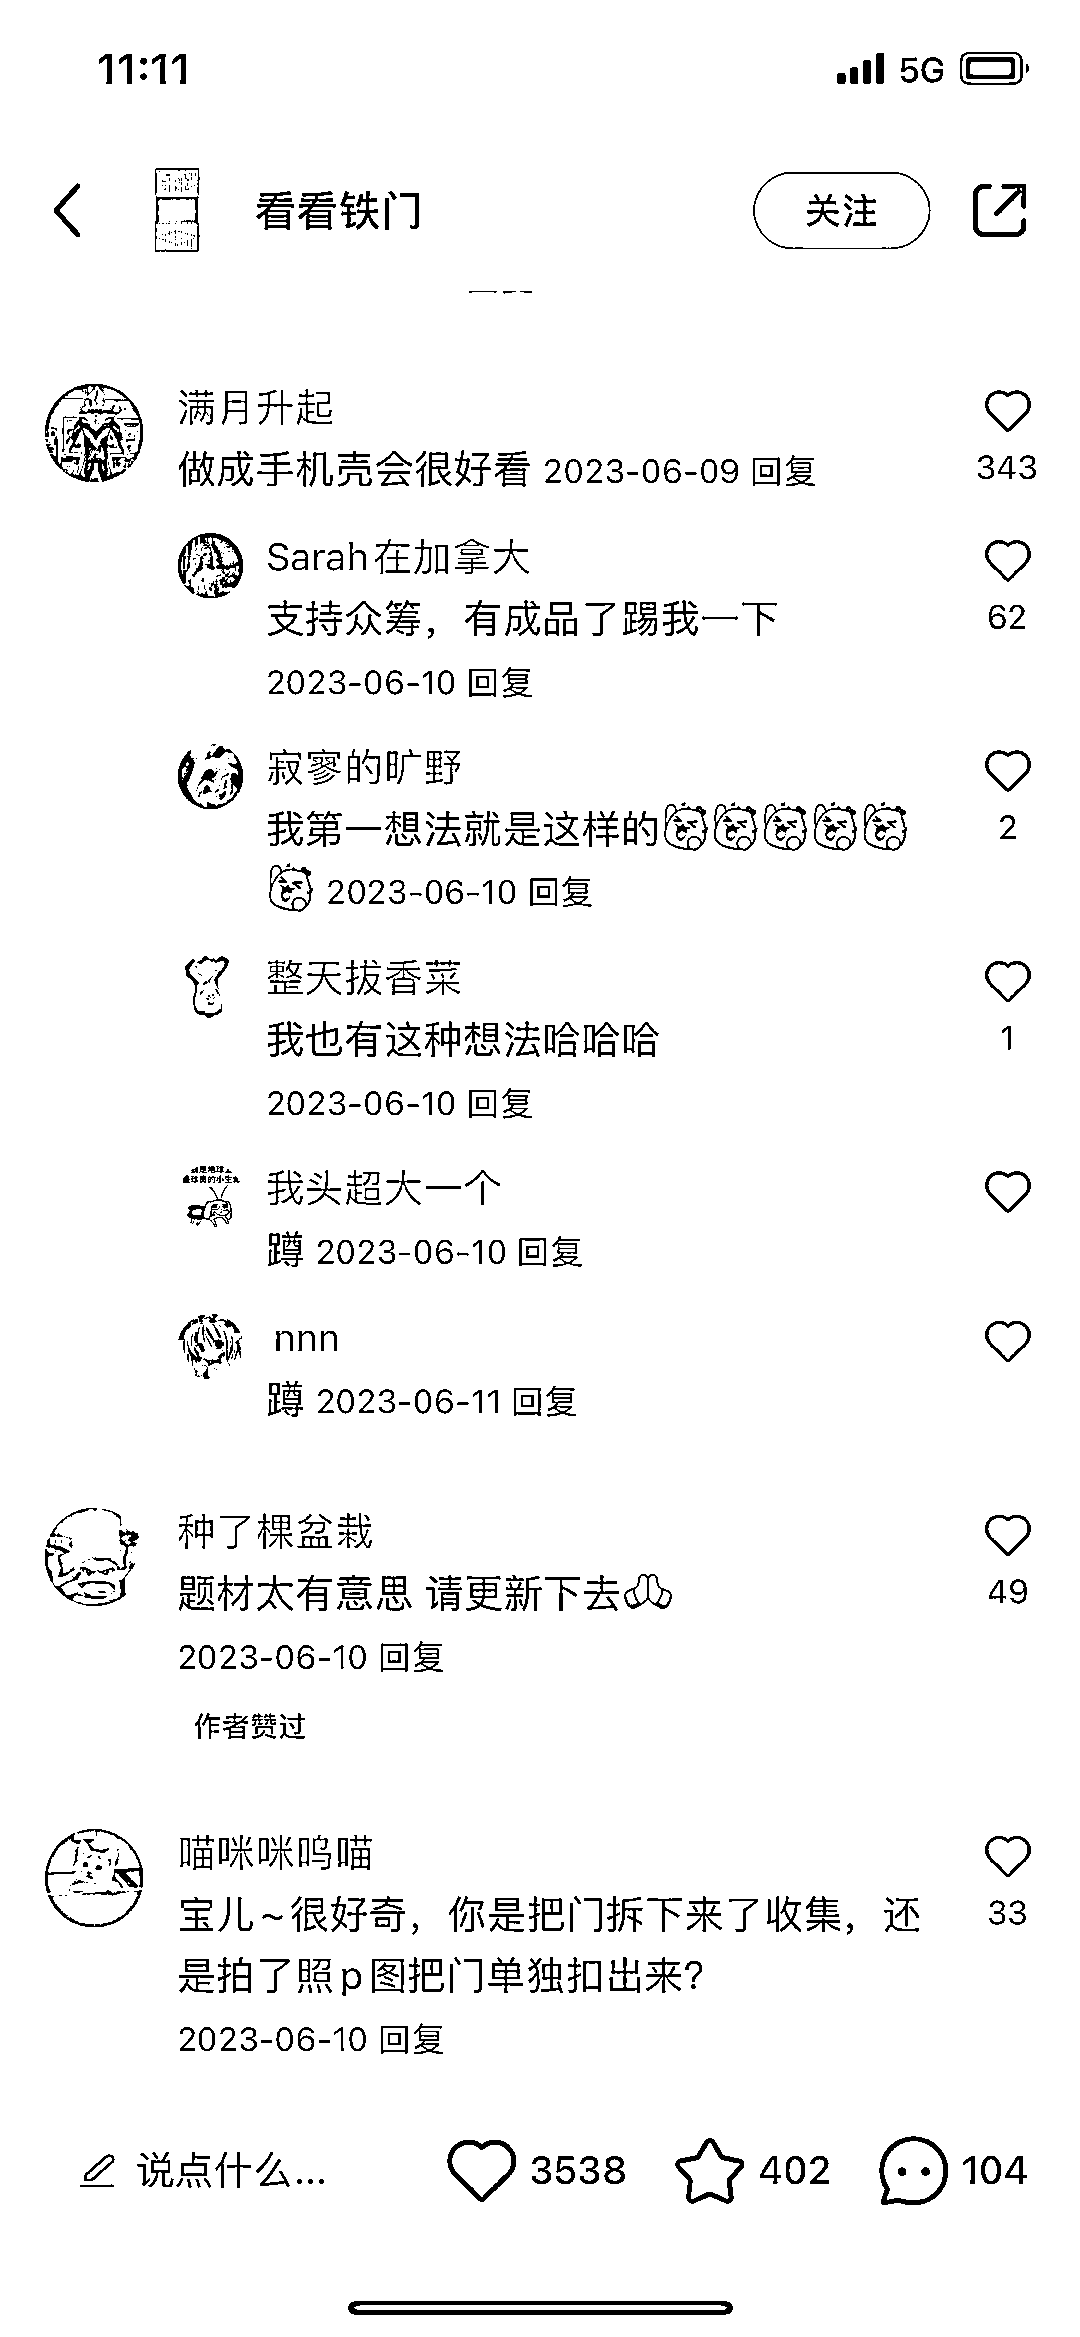 11:11
5G
看看铁门
关注
满月升起
做成手机壳会很好看 2023-06-09 回复
343
Sarah在加拿大
支持众筹，有成品了踢我一下
62
2023-06-10 回复
寂寥的旷野
我第一想法就是这样的
2
2023-06-10 回复
整天拔香菜
我也有这种想法哈哈哈
1
2023-06-10 回复
我头超大一个
蹲 2023-06-10 回复
nnn
蹲 2023-06-11 回复
种了棵盆栽
题材太有意思 请更新下去
49
2023-06-10 回复
作者赞过
喵咪咪呜喵
宝儿~很好奇，你是把门拆下来了收集，还
33
是拍了照p图把门单独扣出来？
2023-06-10 回复
说点什么...
3538
402
104